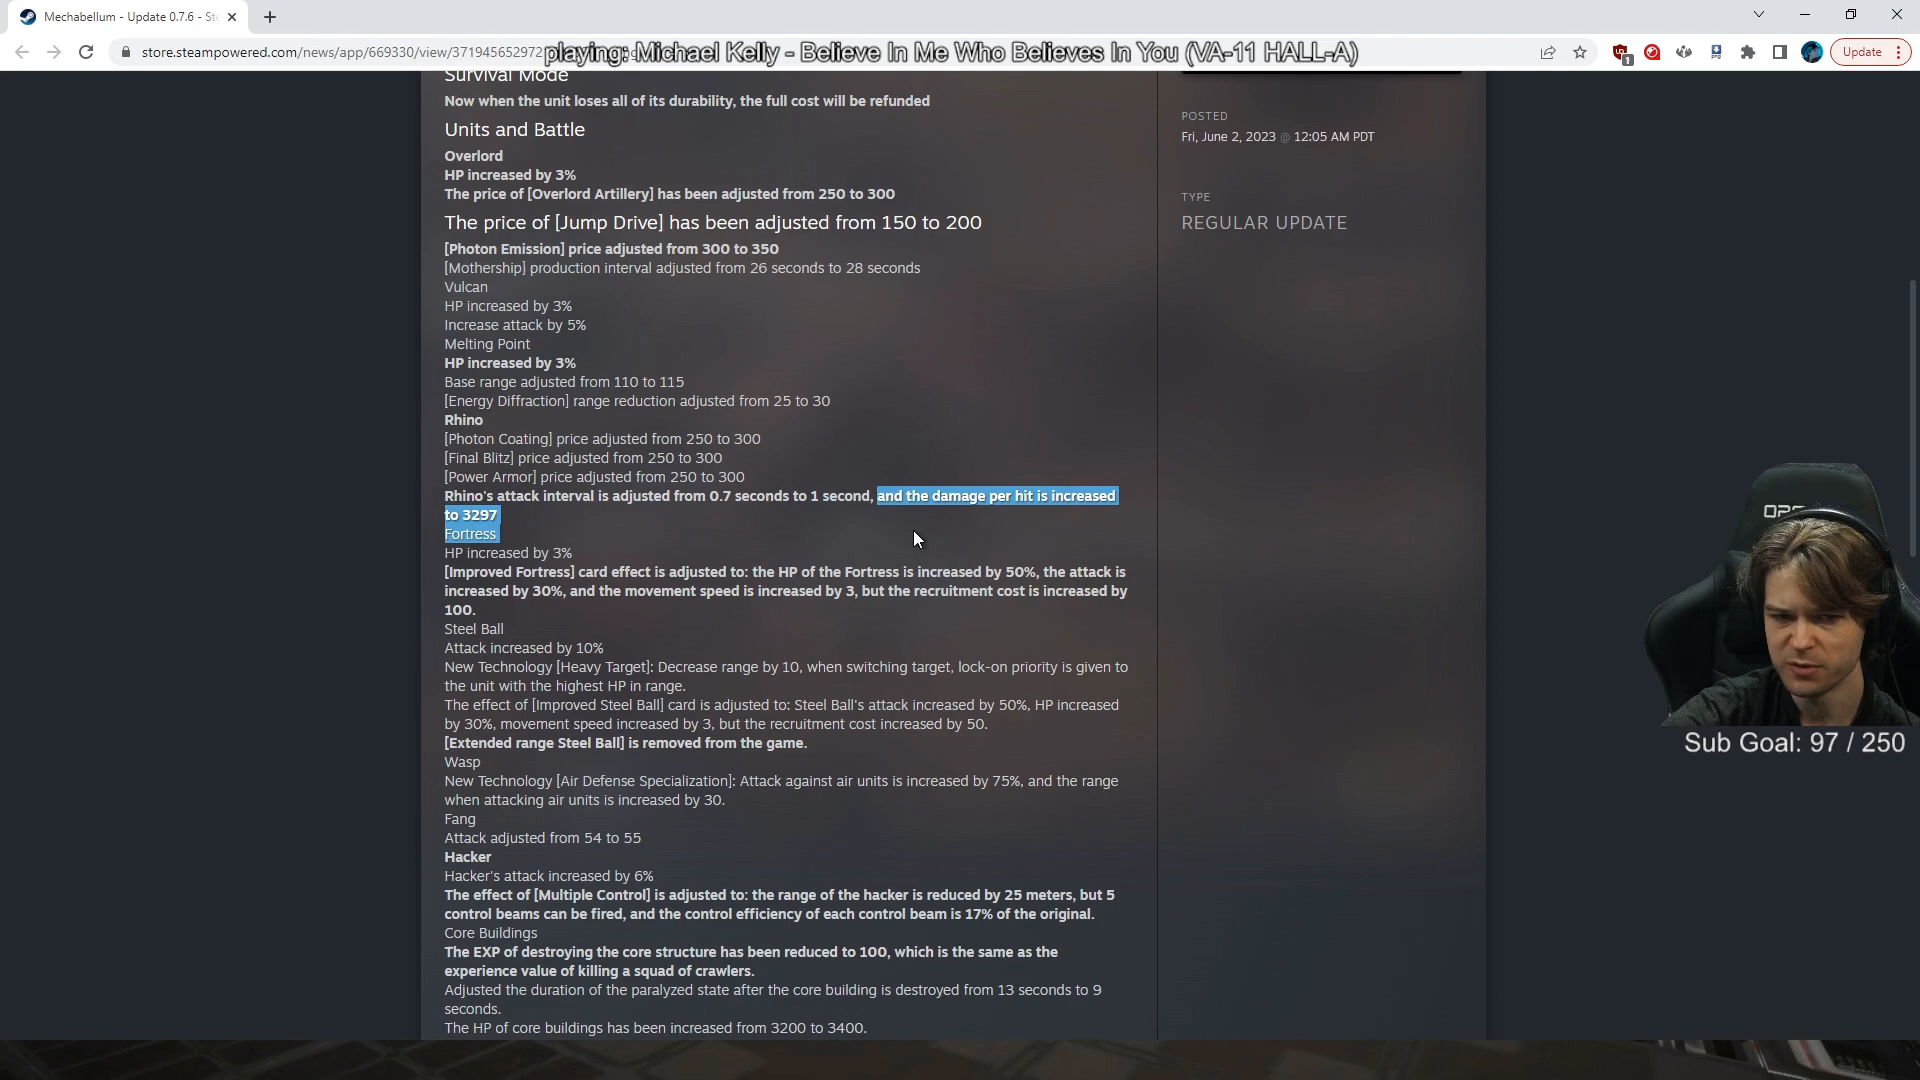 Mechabellum - Update 0.7.6 - Ste
store.steampowered.com/news/app/669330/view/37194565297
playing: Michael Kelly - Believe In Me Who Believes In You (VA-11 HALL-A)
1
Update
Survival Mode
Now when the unit loses all of its durability, the full cost will be refunded
Units and Battle
Overlord
HP increased by 3%
The price of [Overlord Artillery] has been adjusted from 250 to 300
The price of [Jump Drive] has been adjusted from 150 to 200
[Photon Emission] price adjusted from 300 to 350
[Mothership] production interval adjusted from 26 seconds to 28 seconds
Vulcan
HP increased by 3%
Increase attack by 5%
Melting Point
HP increased by 3%
Base range adjusted from 110 to 115
[Energy Diffraction] range reduction adjusted from 25 to 30
Rhino
[Photon Coating] price adjusted from 250 to 300
[Final Blitz] price adjusted from 250 to 300
[Power Armor] price adjusted from 250 to 300
Rhino's attack interval is adjusted from 0.7 seconds to 1 second, and the damage per hit is increased
to 3297
Fortress
HP increased by 3%
[Improved Fortress] card effect is adjusted to: the HP of the Fortress is increased by 50%, the attack is
increased by 30%, and the movement speed is increased by 3, but the recruitment cost is increased by
100.
Steel Ball
Attack increased by 10%
New Technology [Heavy Target]: Decrease range by 10, when switching target, lock-on priority is given to
the unit with the highest HP in range.
The effect of [Improved Steel Ball] card is adjusted to: Steel Ball's attack increased by 50%, HP increased
by 30%, movement speed increased by 3, but the recruitment cost increased by 50.
[Extended range Steel Ball] is removed from the game.
Wasp
New Technology [Air Defense Specialization]: Attack against air units is increased by 75%, and the range
when attacking air units is increased by 30.
Fang
Attack adjusted from 54 to 55
Hacker
Hacker's attack increased by 6%
The effect of [Multiple Control] is adjusted to: the range of the hacker is reduced by 25 meters, but 5
control beams can be fired, and the control efficiency of each control beam is 17% of the original.
Core Buildings
The EXP of destroying the core structure has been reduced to 100, which is the same as the
experience value of killing a squad of crawlers.
Adjusted the duration of the paralyzed state after the core building is destroyed from 13 seconds to 9
seconds.
The HP of core buildings has been increased from 3200 to 3400.
POSTED
Fri, June 2, 2023 @ 12:05 AM PDT
TYPE
REGULAR UPDATE
Sub Goal: 97 / 250